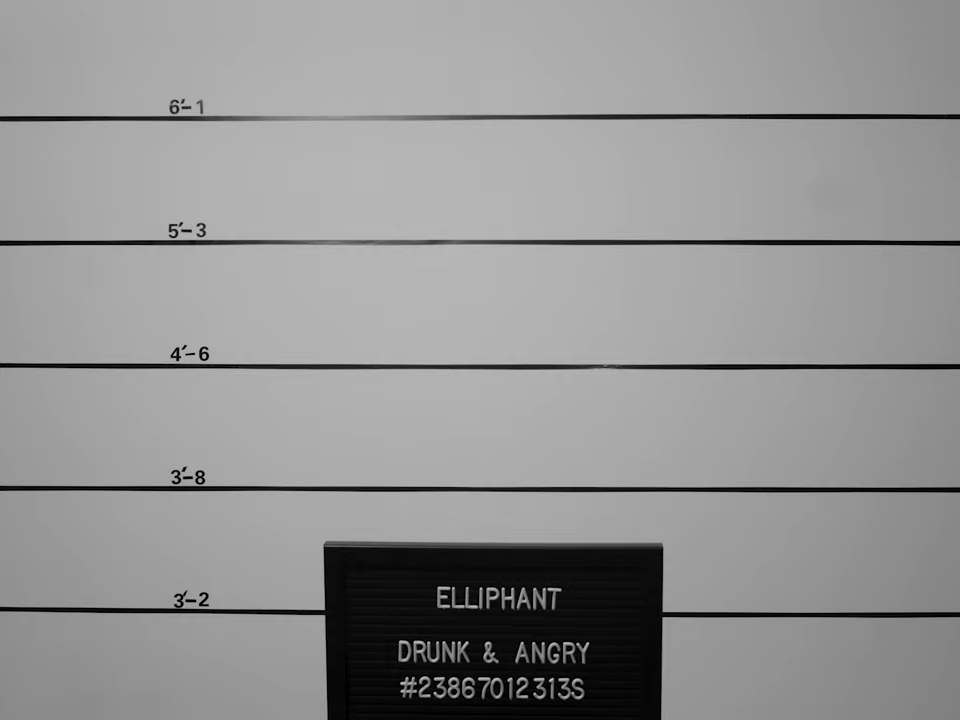 6'-1
5'-3
4'-6
3'-8
3'-2
ELLIPHANT
DRUNK & ANGRY
#23867012313S